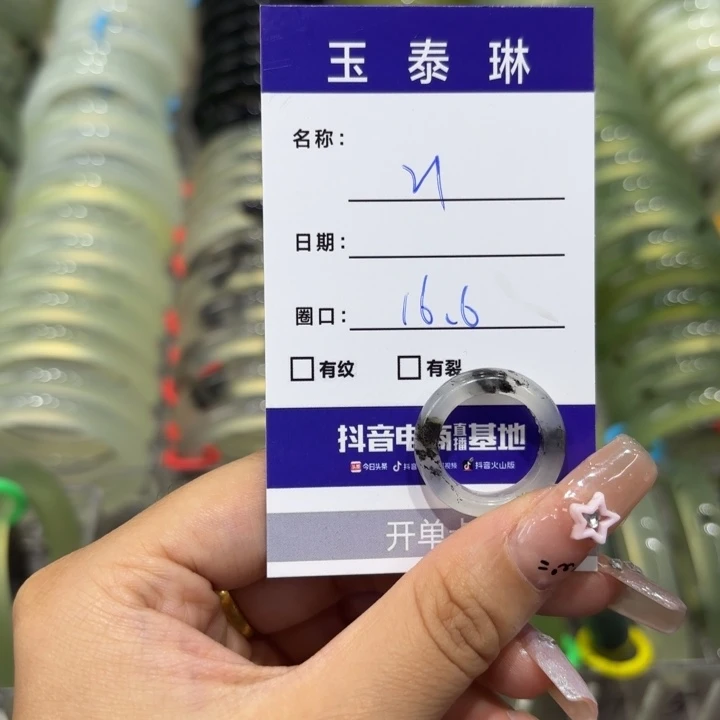 玉泰琳
名称：
日期：
圈口：16.6
□有纹 □有裂
抖音电商直播基地
今日头条 抖音 抖音火山版
开单